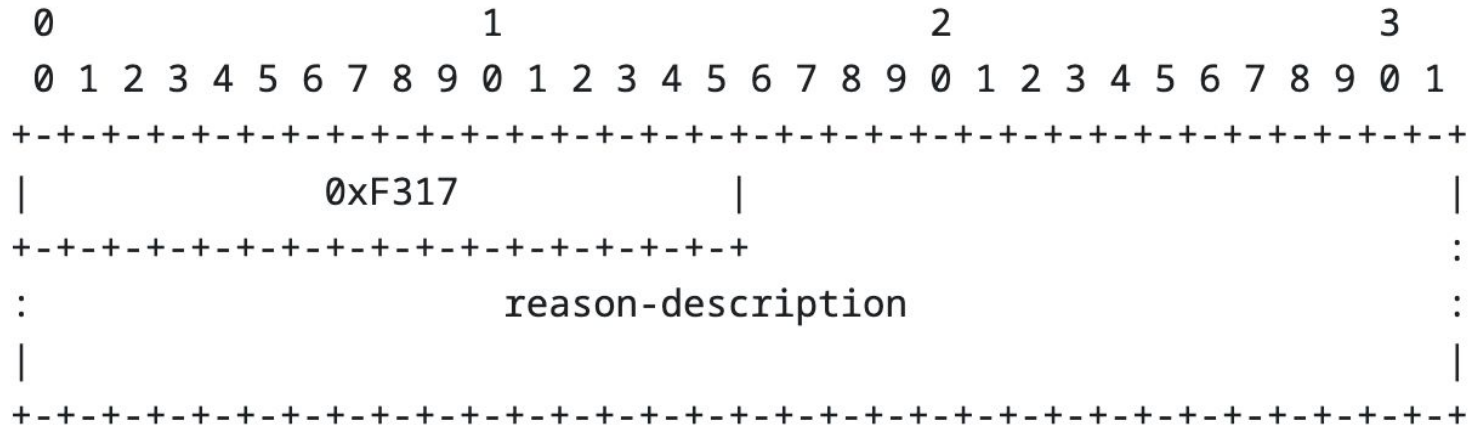 0                   1                   2                   3
 0 1 2 3 4 5 6 7 8 9 0 1 2 3 4 5 6 7 8 9 0 1 2 3 4 5 6 7 8 9 0 1
+-+-+-+-+-+-+-+-+-+-+-+-+-+-+-+-+-+-+-+-+-+-+-+-+-+-+-+-+-+-+-+-+
|             0xF317            |                               |
+-+-+-+-+-+-+-+-+-+-+-+-+-+-+-+-+                               :
:                     reason-description                        :
|                                                               |
+-+-+-+-+-+-+-+-+-+-+-+-+-+-+-+-+-+-+-+-+-+-+-+-+-+-+-+-+-+-+-+-+